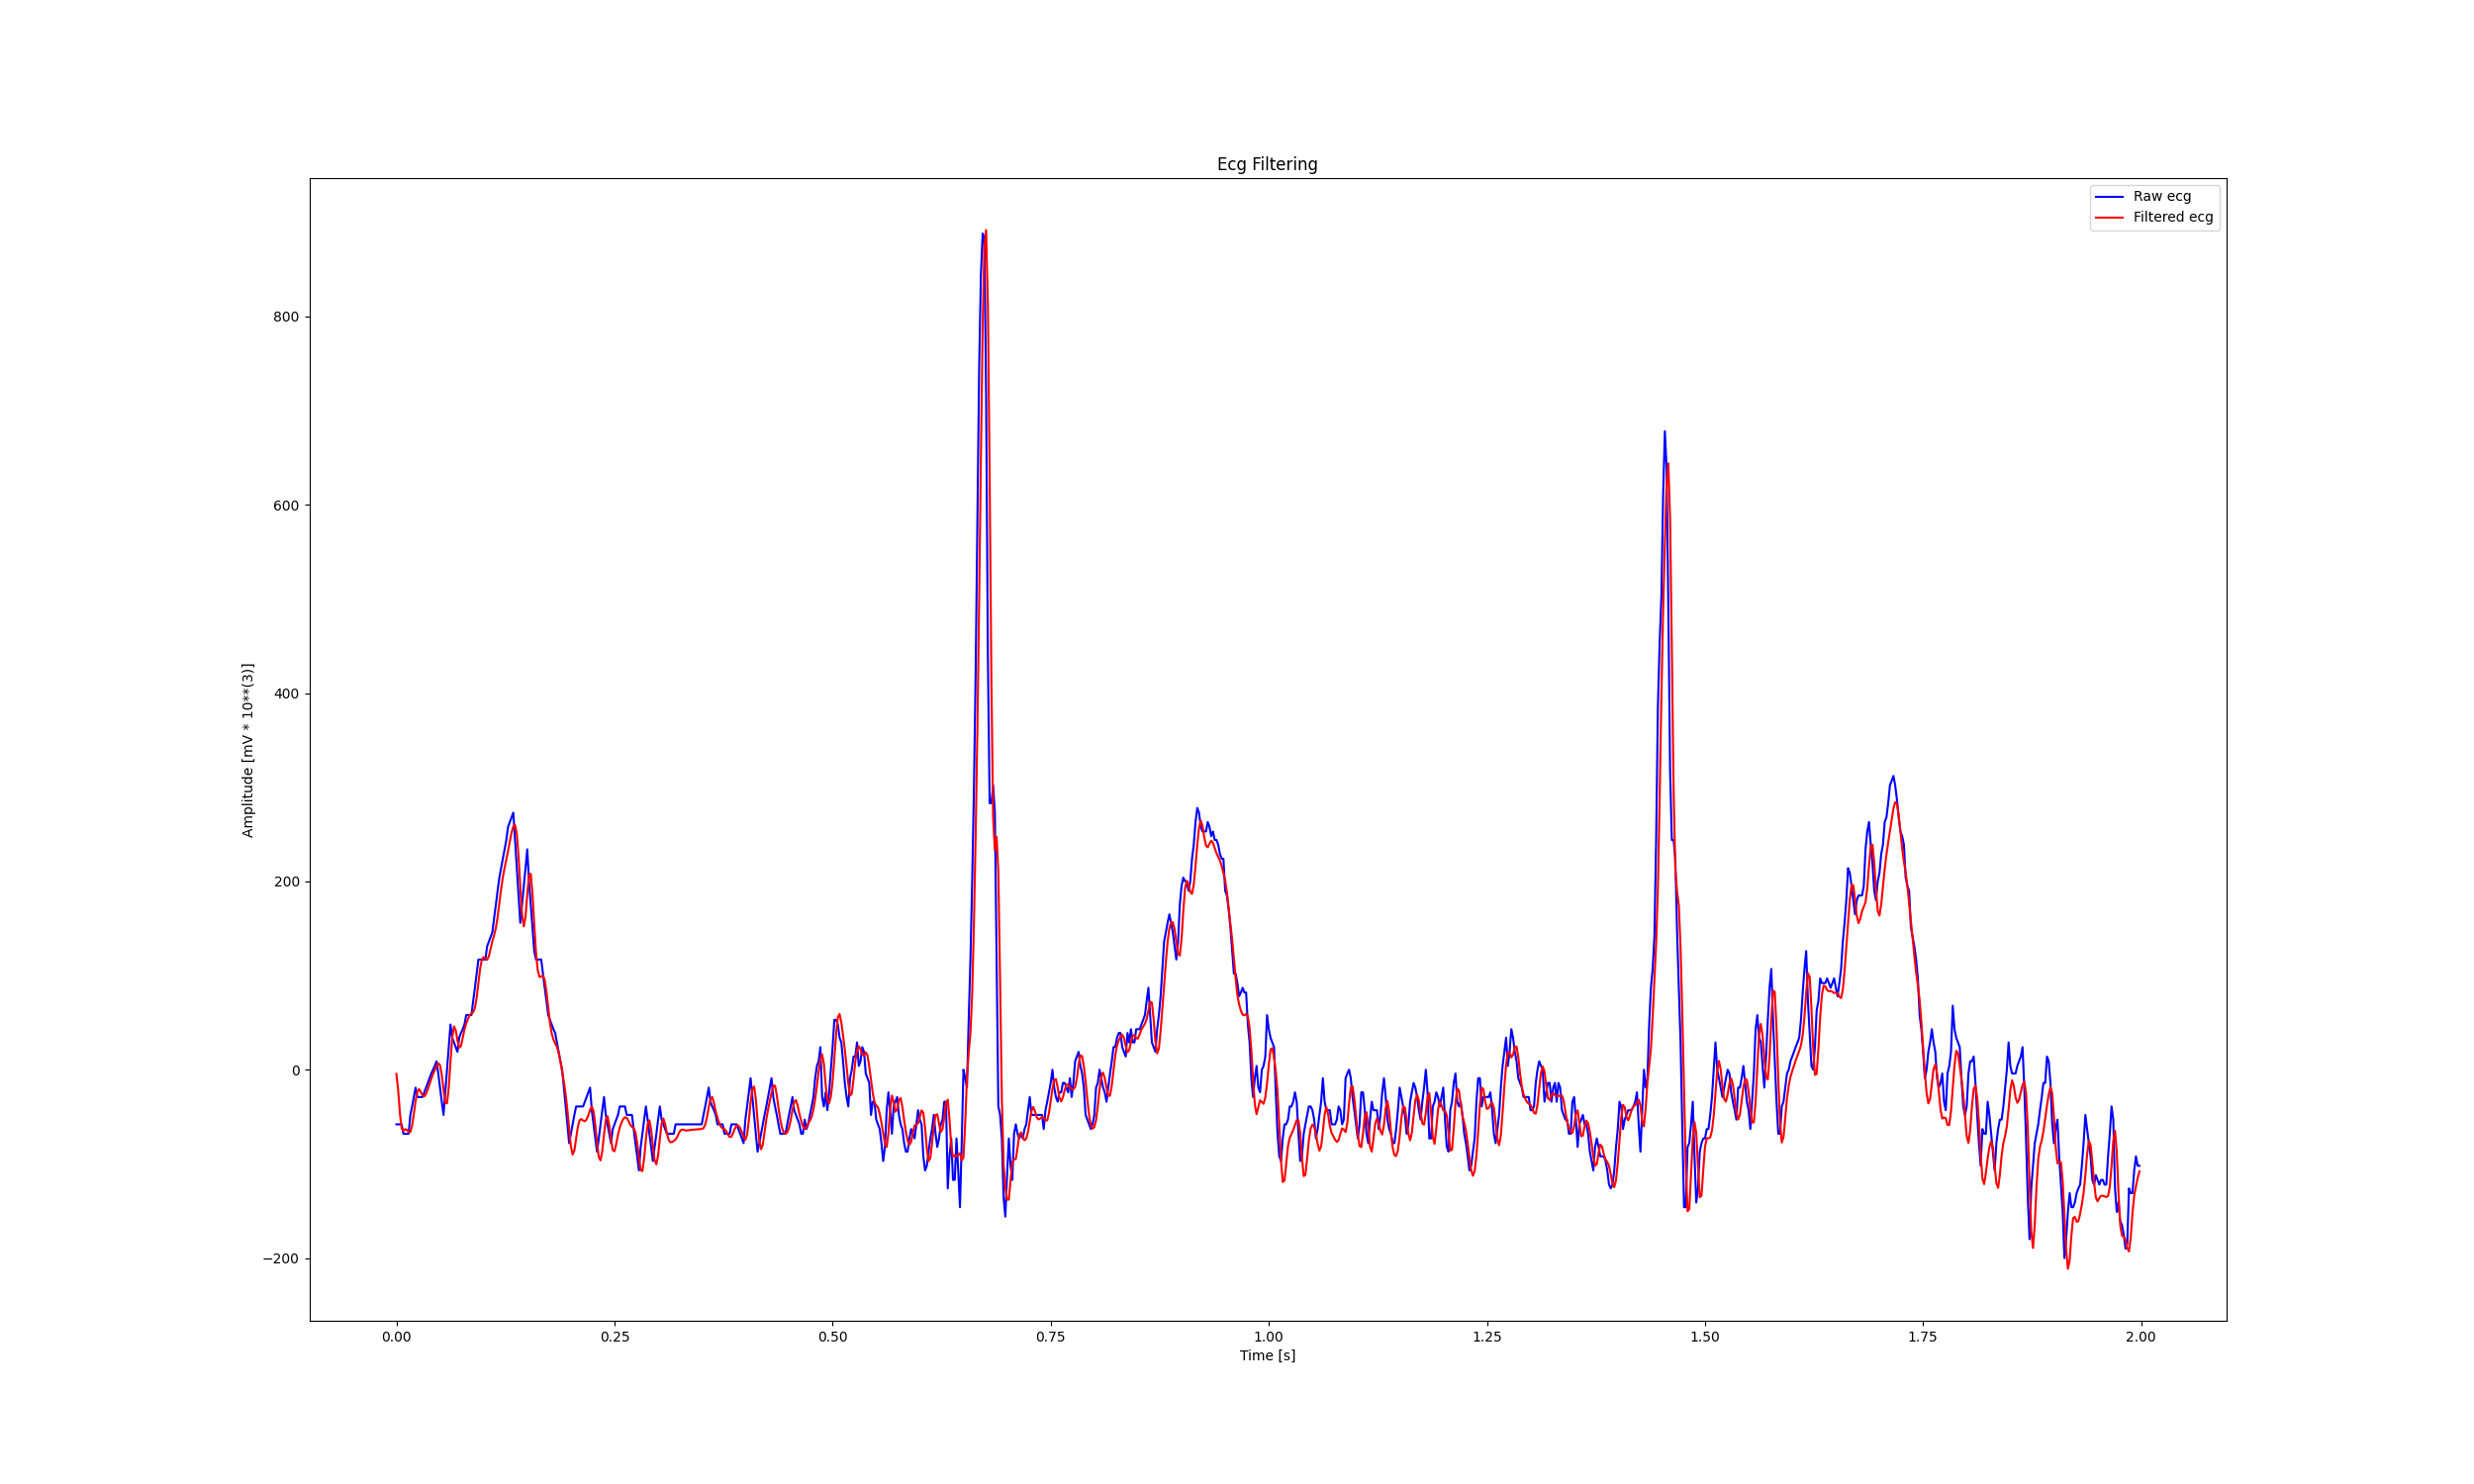 Ecg Filtering
Raw ecg
Filtered ecg
Amplitude [mV * 10**(3)]
800
600
400
200
0
−200
0.00 0.25 0.50 0.75 1.00 1.25 1.50 1.75 2.00
Time [s]